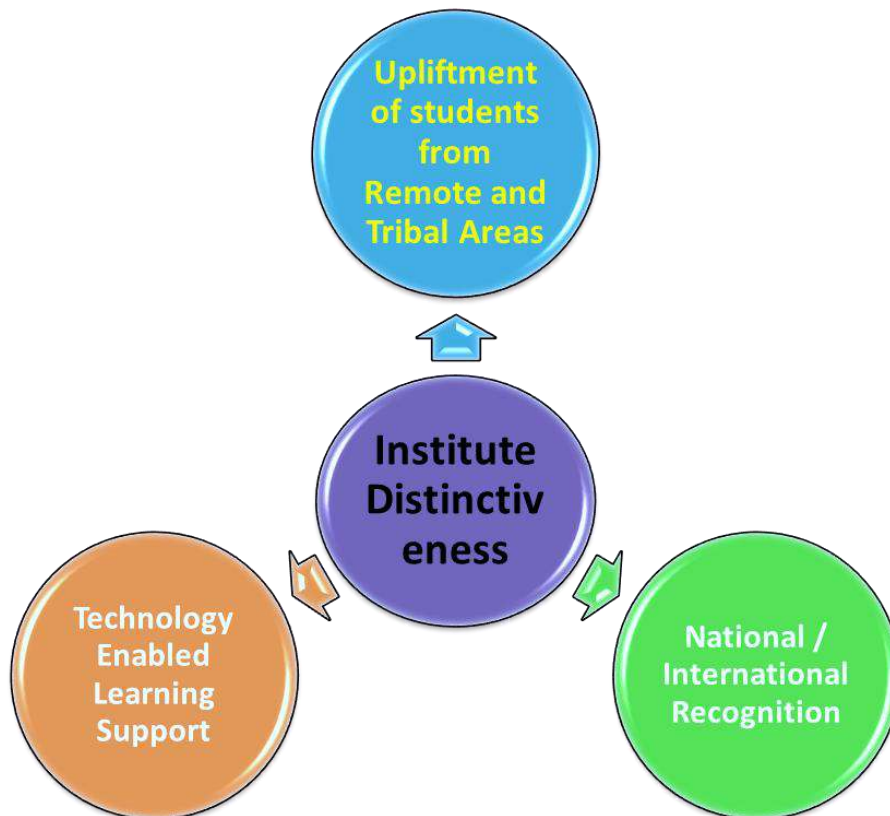 Upliftment
of students
from
Remote and
Tribal Areas
Institute
Distinctiv
eness
Technology
Enabled
Learning
Support
National /
International
Recognition